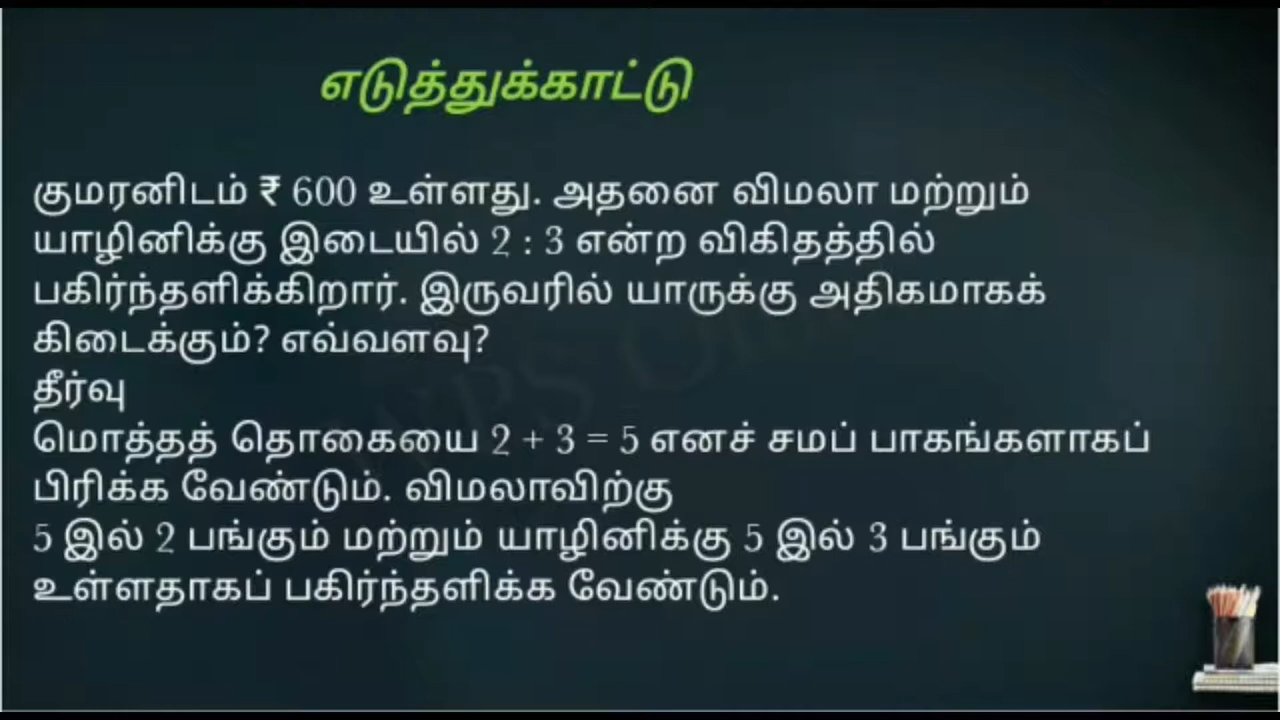 எடுத்துக்காட்டு
குமரனிடம் ₹ 600 உள்ளது. அதனை விமலா மற்றும்
யாழினிக்கு இடையில் 2 : 3 என்ற விகிதத்தில்
பகிர்ந்தளிக்கிறார். இருவரில் யாருக்கு அதிகமாகக்
கிடைக்கும்? எவ்வளவு?
தீர்வு
மொத்தத் தொகையை 2 + 3 = 5 எனச் சமப் பாகங்களாகப்
பிரிக்க வேண்டும். விமலாவிற்கு
5 இல் 2 பங்கும் மற்றும் யாழினிக்கு 5 இல் 3 பங்கும்
உள்ளதாகப் பகிர்ந்தளிக்க வேண்டும்.